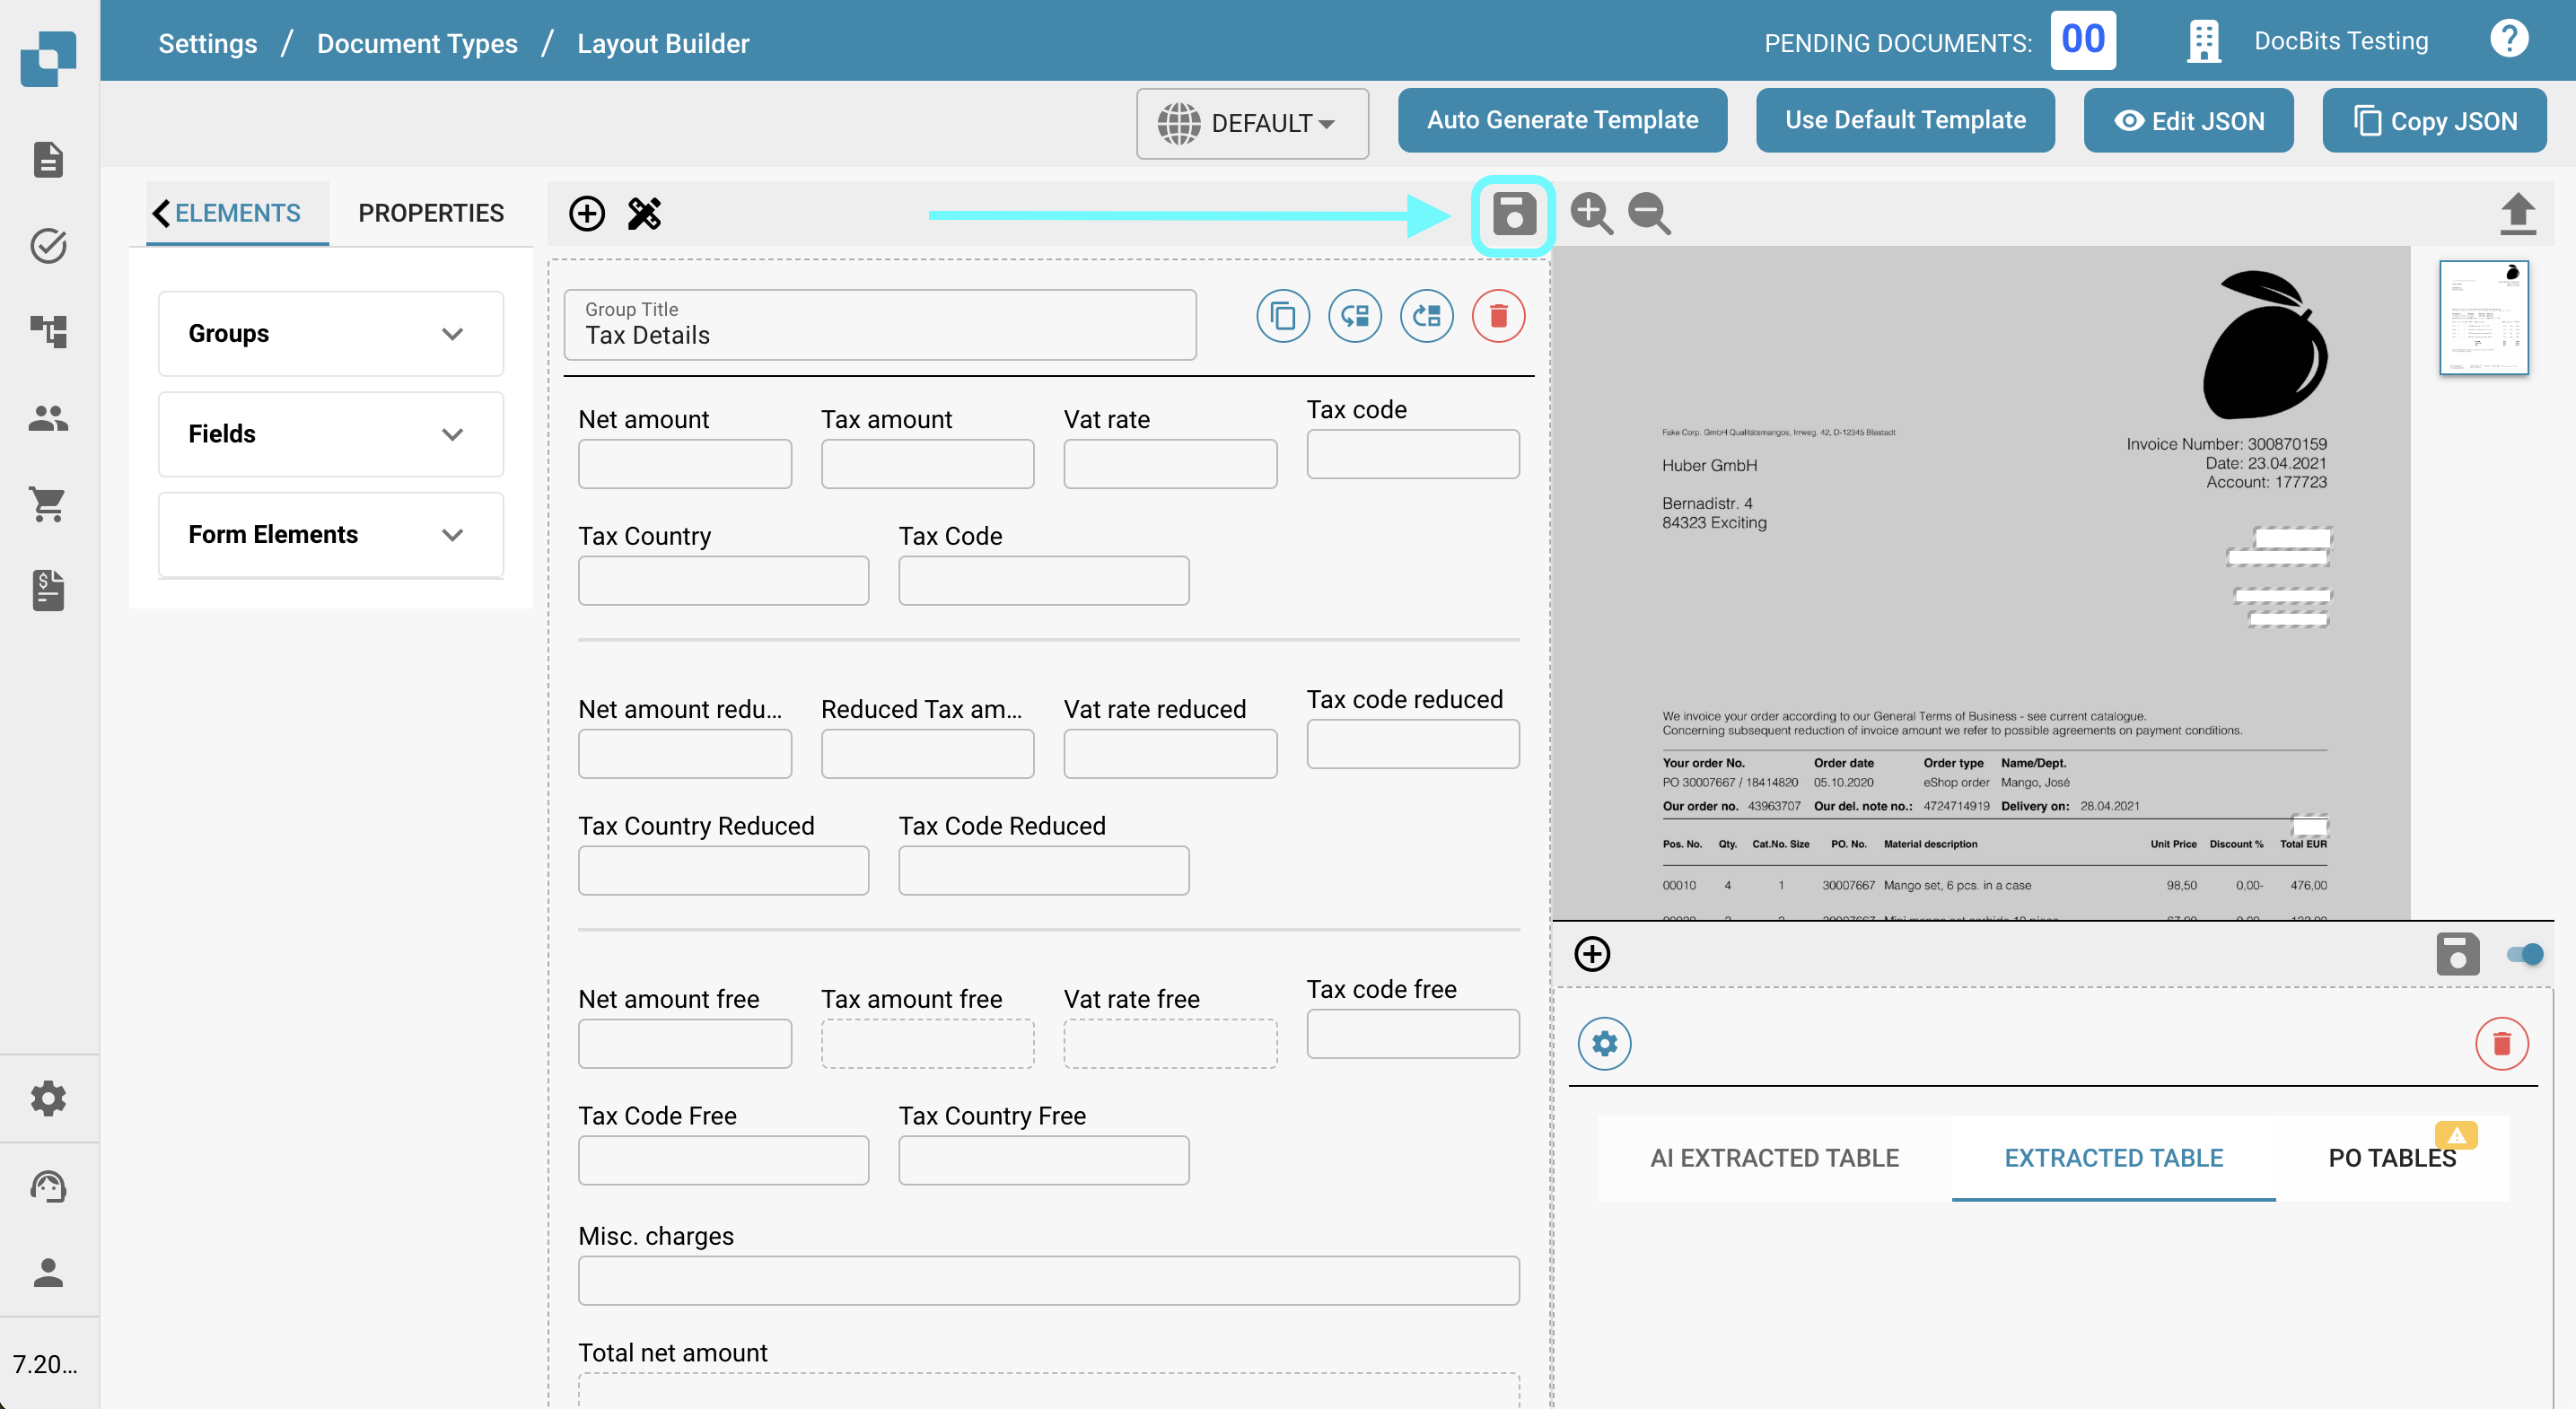 Settings / Document Types / Layout Builder
PENDING DOCUMENTS: 00
DocBits Testing
?
DEFAULT
Auto Generate Template
Use Default Template
Edit JSON
Copy JSON
ELEMENTS
PROPERTIES
Groups
Fields
Form Elements
7.20...
Group Title
Tax Details
Net amount
Tax amount
Vat rate
Tax code
Tax Country
Tax Code
Net amount redu...
Reduced Tax am...
Vat rate reduced
Tax code reduced
Tax Country Reduced
Tax Code Reduced
Net amount free
Tax amount free
Vat rate free
Tax code free
Tax Code Free
Tax Country Free
Misc. charges
Total net amount
Fake Corp. GmbH Qualitätsmangos, Irrweg. 42, D-12345 Blastadt
Huber GmbH
Bernadistr. 4
84323 Exciting
Invoice Number: 300870159
Date: 23.04.2021
Account: 177723
We invoice your order according to our General Terms of Business - see current catalogue.
Concerning subsequent reduction of invoice amount we refer to possible agreements on payment conditions.
Your order No. Order date Order type Name/Dept.
PO 30007667 / 18414820 05.10.2020 eShop order Mango, José
Our order no. 43963707 Our del. note no.: 4724714919 Delivery on: 28.04.2021
Pos. No. Qty. Cat.No. Size PO. No. Material description Unit Price Discount % Total EUR
00010 4 1 30007667 Mango set, 6 pcs. in a case 98,50 0,00- 476,00
AI EXTRACTED TABLE
EXTRACTED TABLE
PO TABLES